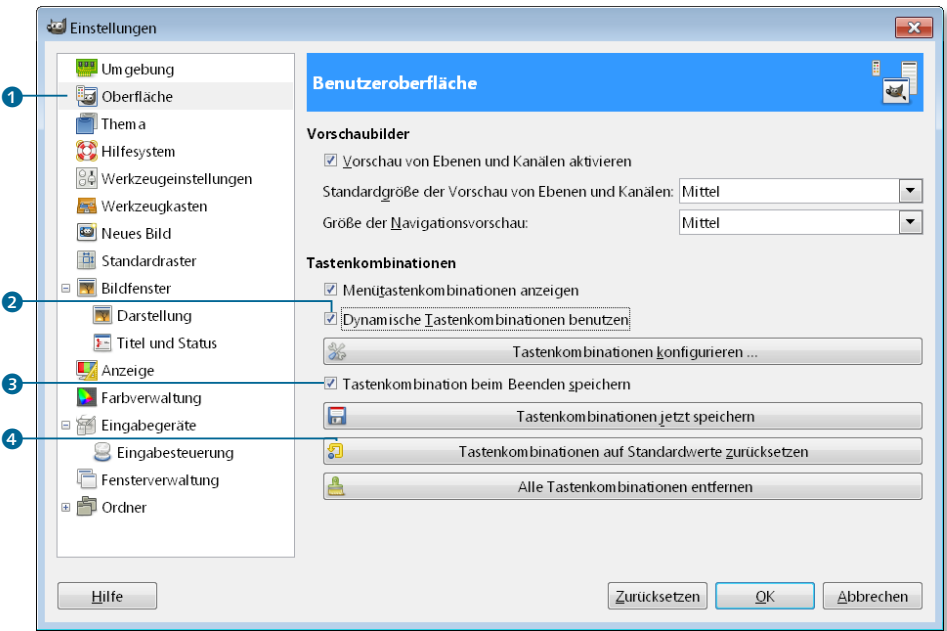 Einstellungen
Umgebung
1
Oberfläche
Thema
Hilfesystem
Werkzeugeinstellungen
Werkzeugkasten
Neues Bild
Standardraster
Bildfenster
Darstellung
Titel und Status
Anzeige
Farbverwaltung
Eingabegeräte
Eingabesteuerung
Fensterverwaltung
Ordner
Benutzeroberfläche
Vorschaubilder
Vorschau von Ebenen und Kanälen aktivieren
Standardgröße der Vorschau von Ebenen und Kanälen: Mittel
Größe der Navigationsvorschau: Mittel
Tastenkombinationen
Menütastenkombinationen anzeigen
2
Dynamische Tastenkombinationen benutzen
Tastenkombinationen konfigurieren ...
3
Tastenkombination beim Beenden speichern
Tastenkombinationen jetzt speichern
4
Tastenkombinationen auf Standardwerte zurücksetzen
Alle Tastenkombinationen entfernen
Hilfe
Zurücksetzen
OK
Abbrechen